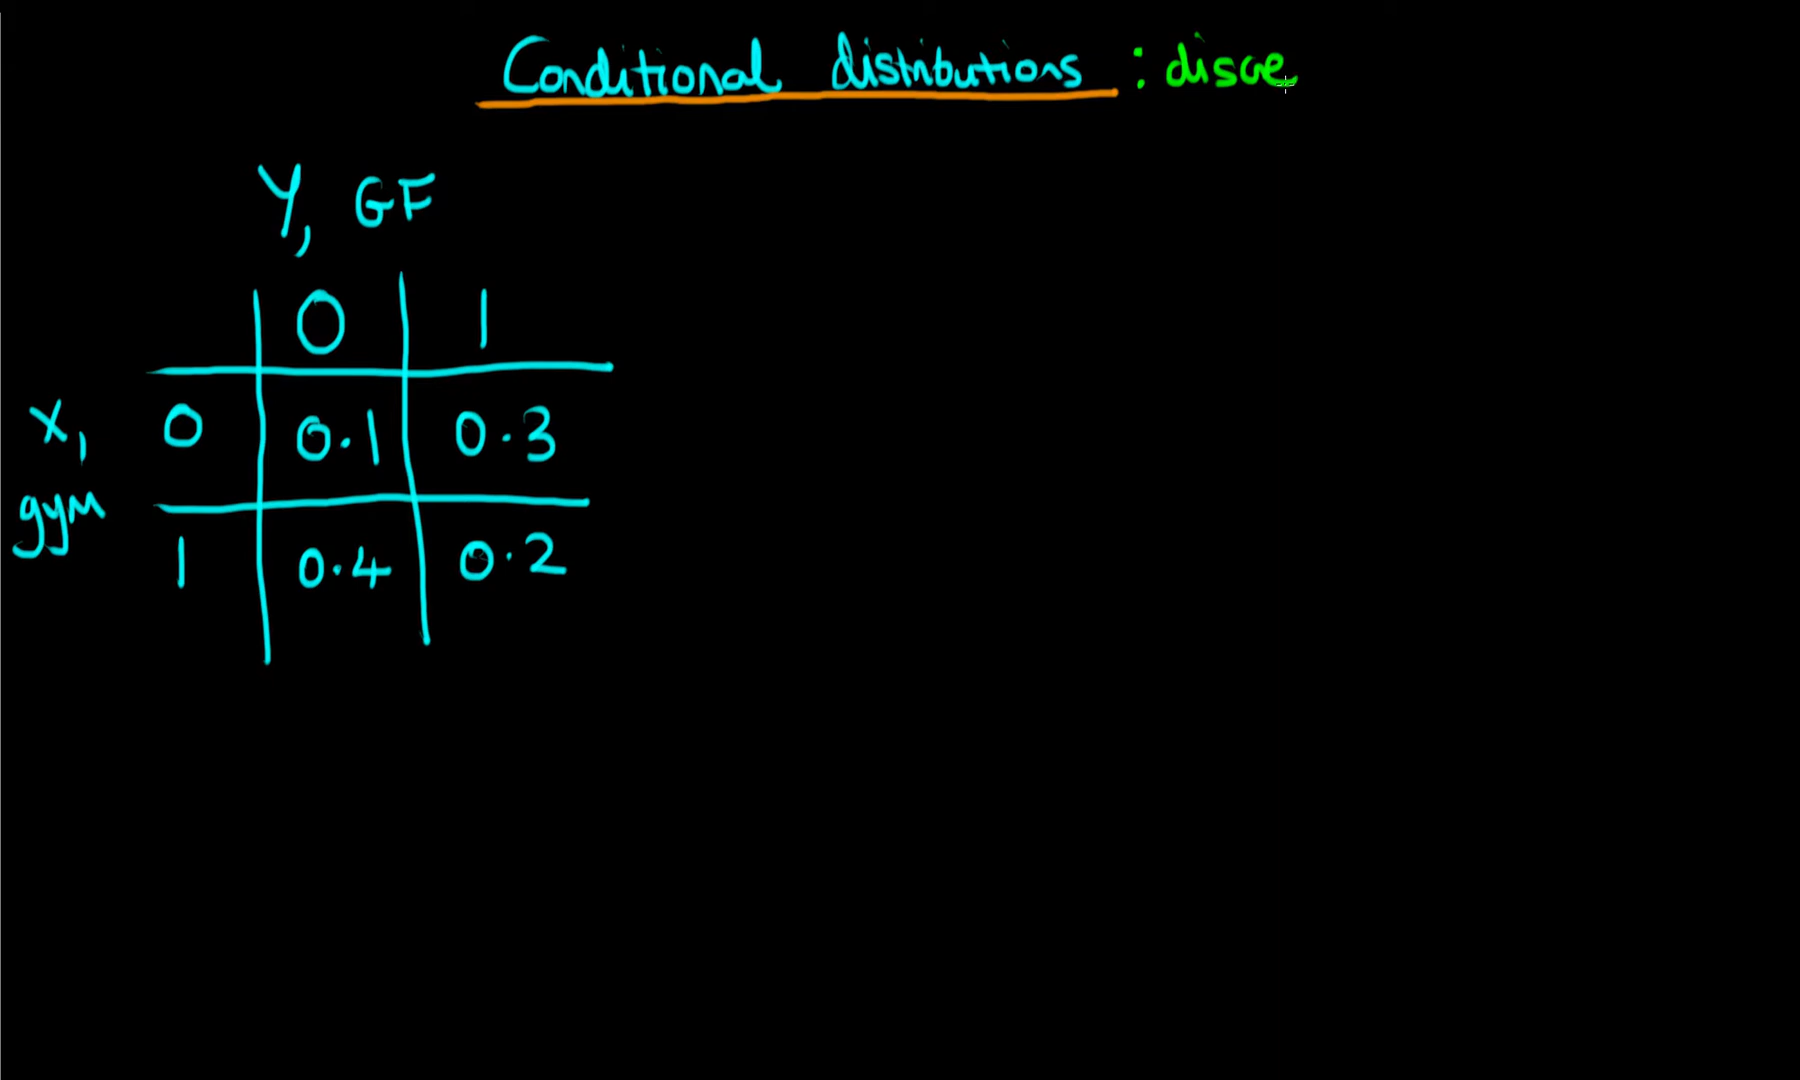 Conditional distributions : discre
Y, GF
0 1
X, 0 0.1 0.3
gym
1 0.4 0.2